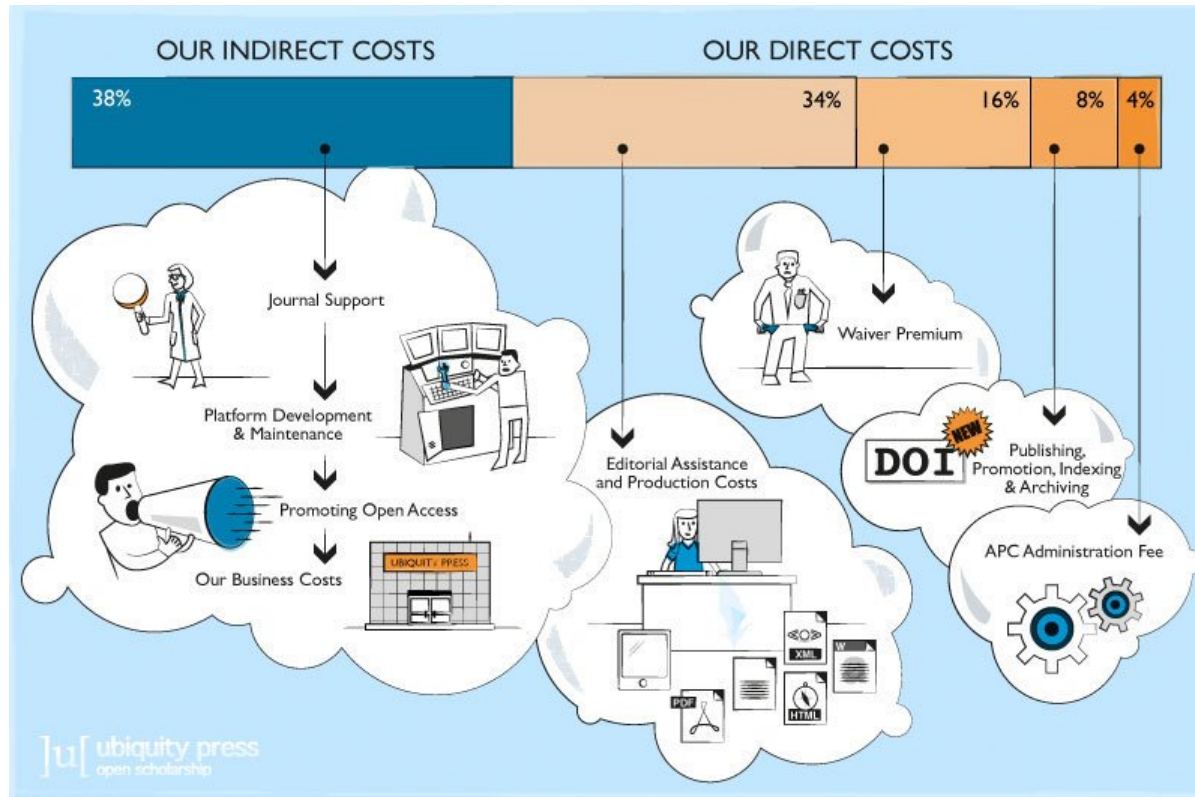 OUR INDIRECT COSTS
OUR DIRECT COSTS
38%
34%
16%
8%
4%
Journal Support
Platform Development
& Maintenance
Promoting Open Access
Our Business Costs
UBIQUITY PRESS
Editorial Assistance
and Production Costs
XML
W
PDF
HTML
Waiver Premium
NEW
DOI
Publishing,
Promotion, Indexing
& Archiving
APC Administration Fee
]u[ ubiquity press
open scholarship